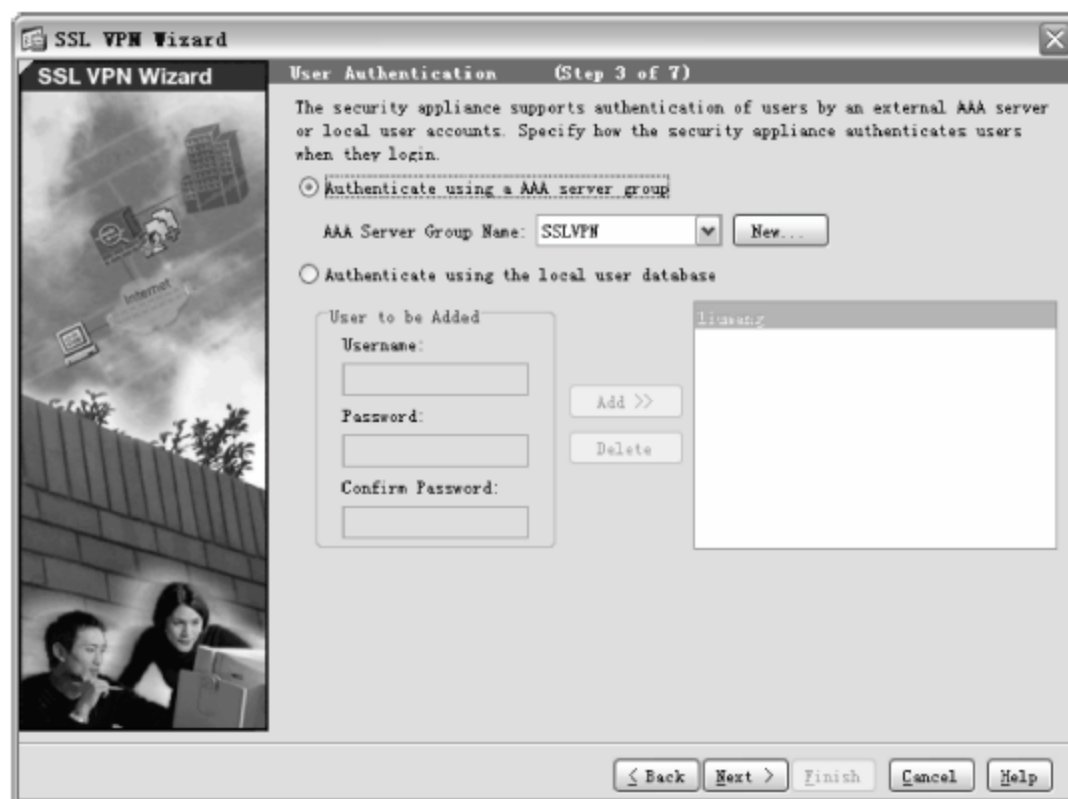 SSL VPN Wizard
SSL VPN Wizard
User Authentication (Step 3 of 7)
The security appliance supports authentication of users by an external AAA server
or local user accounts. Specify how the security appliance authenticates users
when they login.
Authenticate using a AAA server group
AAA Server Group Name: SSLVPN New...
Authenticate using the local user database
User to be Added
Username:
Password:
Confirm Password:
Add >>
Delete
Internet
< Back Next > Finish Cancel Help